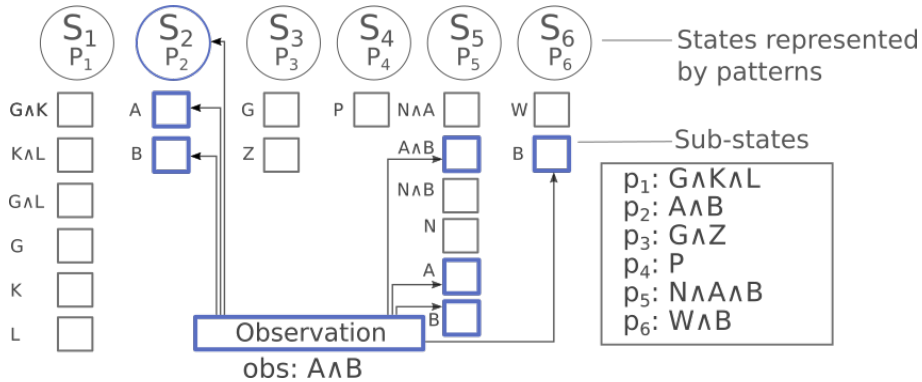 S1 S2 S3 S4 S5 S6
P1 P2 P3 P4 P5 P6
States represented
by patterns
G∧K A G P N∧A W
Sub-states
K∧L B Z A∧B B
G∧L N∧B
G N
K A
L B
p1: G∧K∧L
p2: A∧B
p3: G∧Z
p4: P
p5: N∧A∧B
p6: W∧B
Observation
obs: A∧B